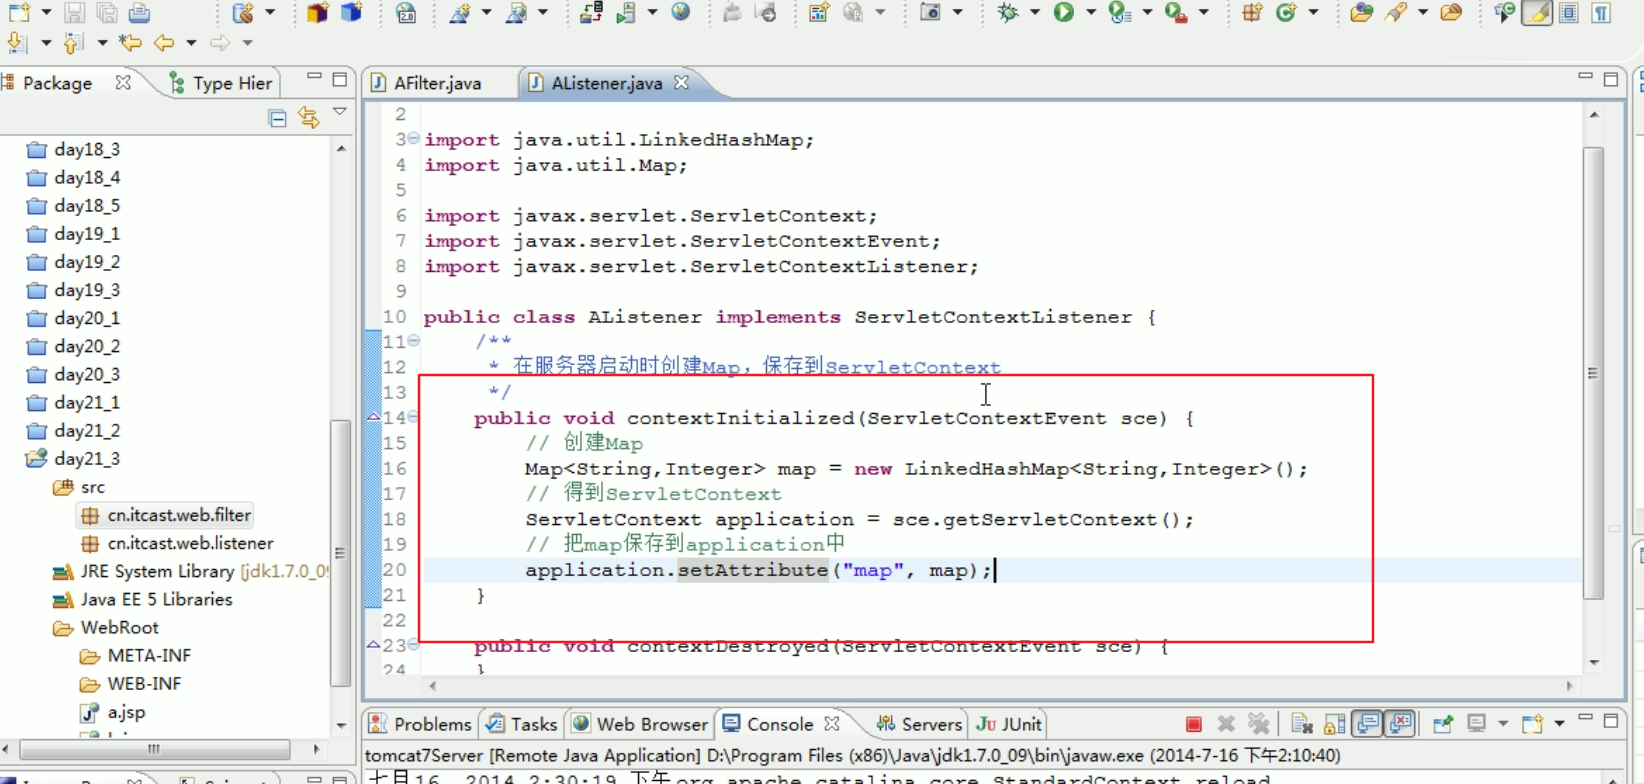 Package
Type Hier
day18_3
day18_4
day18_5
day19_1
day19_2
day19_3
day20_1
day20_2
day20_3
day21_1
day21_2
day21_3
src
cn.itcast.web.filter
cn.itcast.web.listener
JRE System Library [jdk1.7.0_09
Java EE 5 Libraries
WebRoot
META-INF
WEB-INF
a.jsp
AFilter.java
AListener.java
2
3 import java.util.LinkedHashMap;
4 import java.util.Map;
5
6 import javax.servlet.ServletContext;
7 import javax.servlet.ServletContextEvent;
8 import javax.servlet.ServletContextListener;
9
10 public class AListener implements ServletContextListener {
11 /**
12 * 在服务器启动时创建Map，保存到ServletContext
13 */
14 public void contextInitialized(ServletContextEvent sce) {
15 // 创建Map
16 Map<String,Integer> map = new LinkedHashMap<String,Integer>();
17 // 得到ServletContext
18 ServletContext application = sce.getServletContext();
19 // 把map保存到application中
20 application.setAttribute("map", map);
21 }
22
23 public void contextDestroyed(ServletContextEvent sce) {
24 }
Problems
Tasks
Web Browser
Console
Servers
JUnit
tomcat7Server [Remote Java Application] D:\Program Files (x86)\Java\jdk1.7.0_09\bin\javaw.exe (2014-7-16 下午2:10:40)
七月 16, 2014 2:30:19 下午 org.apache.catalina.core.StandardContext reload